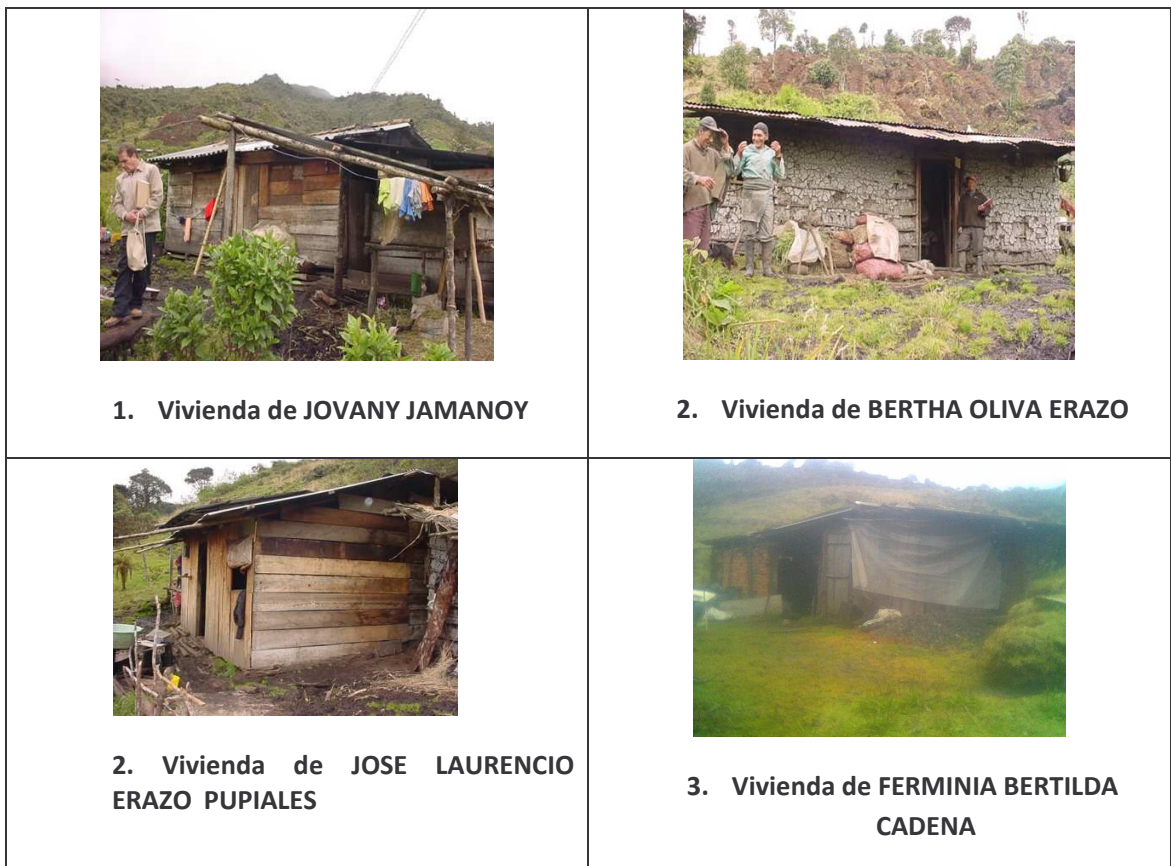 1. Vivienda de JOVANY JAMANOY
2. Vivienda de BERTHA OLIVA ERAZO
2. Vivienda de JOSE LAURENCIO
ERAZO PUPIALES
3. Vivienda de FERMINIA BERTILDA
CADENA